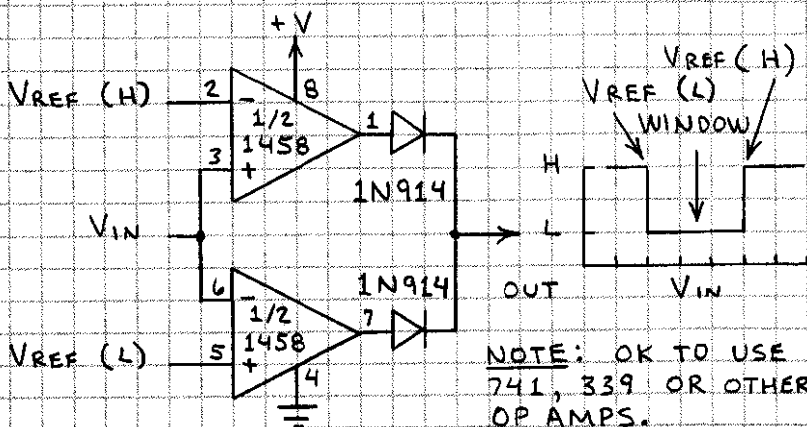 +V
VREF (H)
2
-
8
1/2
1458
1
3
+
1N914
VIN
6
-
1/2
1458
7
1N914
VREF (L)
5
+
4
OUT
VREF (H)
VREF (L)
WINDOW
H
L
VIN
NOTE: OK TO USE
741, 339 OR OTHER
OP AMPS.